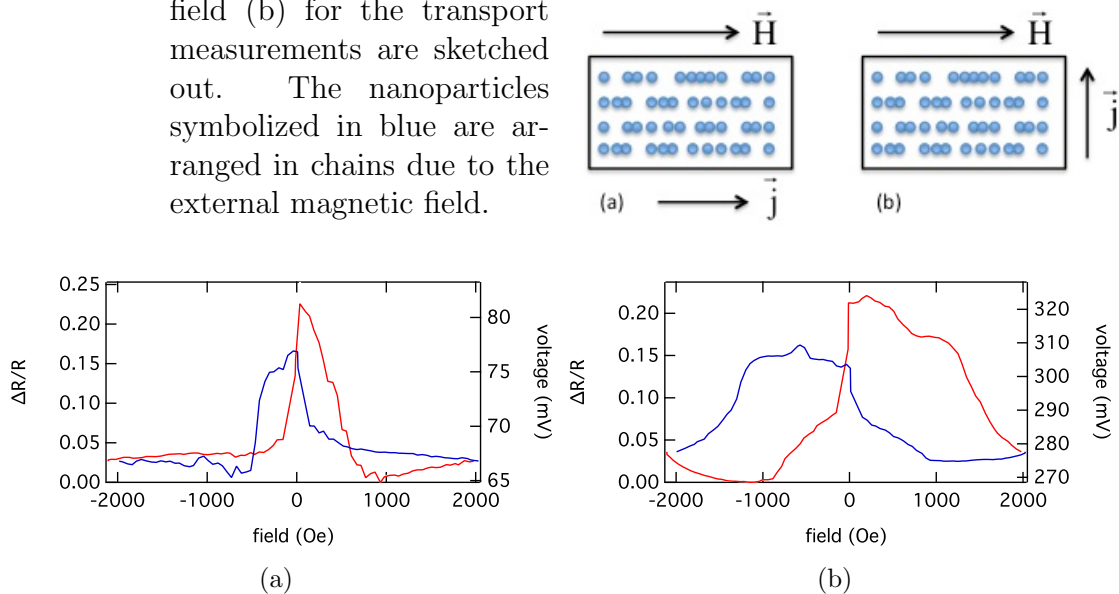 field (b) for the transport
measurements are sketched
out. The nanoparticles
symbolized in blue are ar-
ranged in chains due to the
external magnetic field.
H
H
j
(a)
j
(b)
0.25
0.20
0.15
0.10
0.05
0.00
ΔR/R
80
75
70
65
voltage (mV)
-2000 -1000 0 1000 2000
field (Oe)
(a)
0.20
0.15
0.10
0.05
0.00
ΔR/R
320
310
300
290
280
270
voltage (mV)
-2000 -1000 0 1000 2000
field (Oe)
(b)